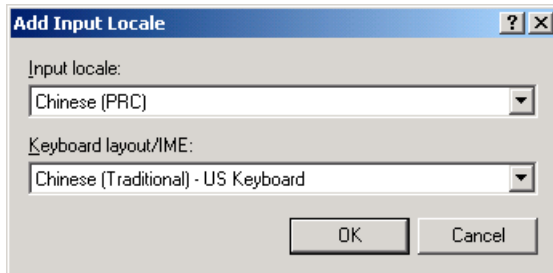 Add Input Locale
Input locale:
Chinese (PRC)
Keyboard layout/IME:
Chinese (Traditional) - US Keyboard
OK Cancel